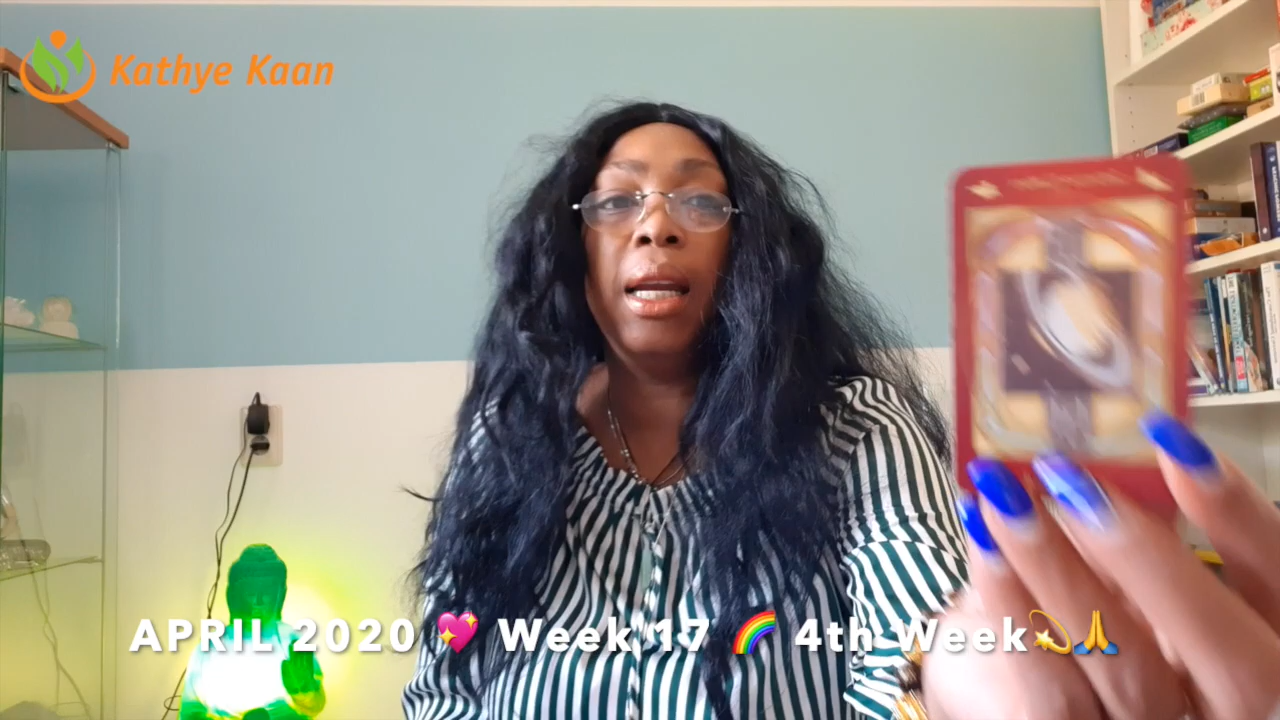 Kathye Kaan
APRIL 2020 💖 Week 17 🌈 4th Week💫🙏